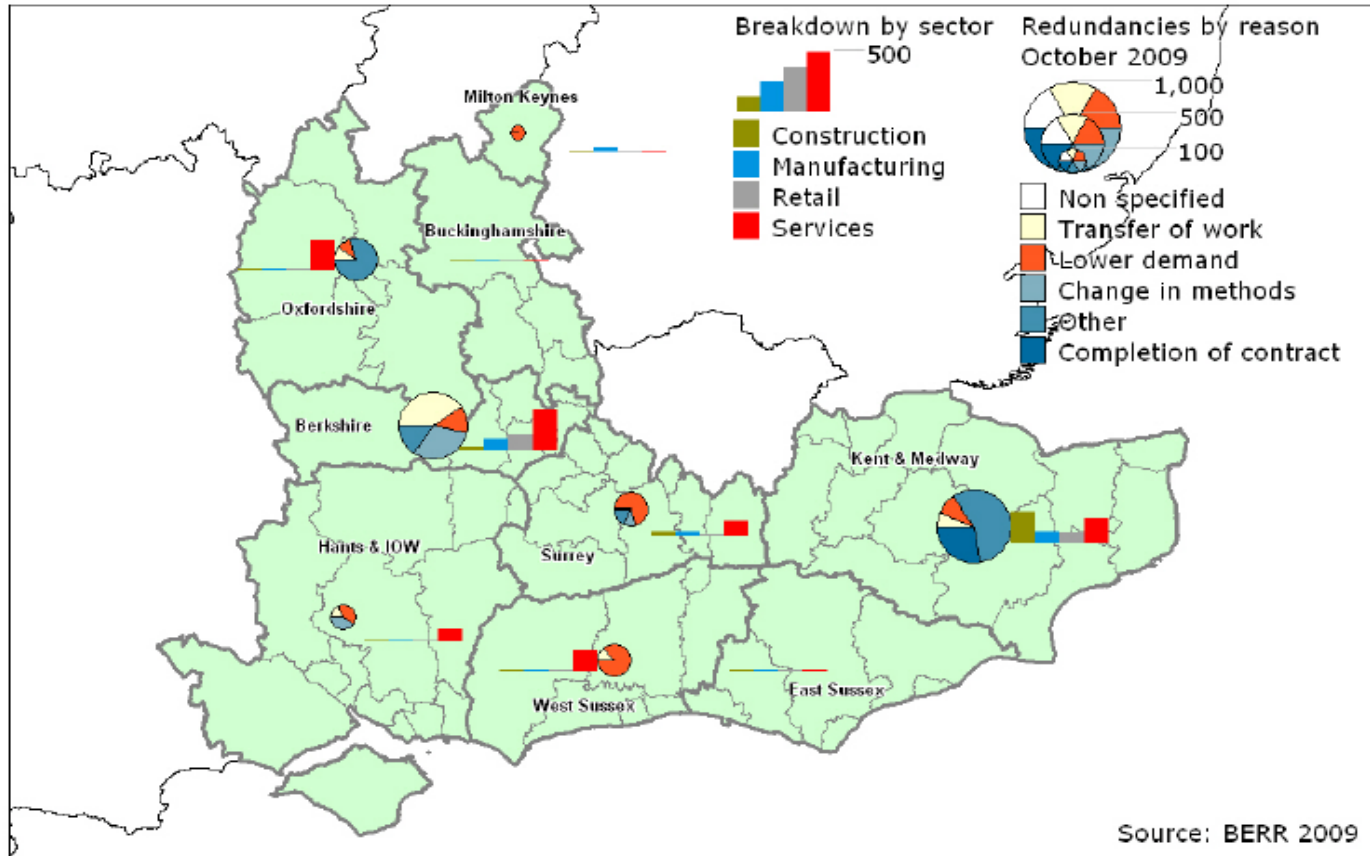 Breakdown by sector
500
Construction
Manufacturing
Retail
Services
Redundancies by reason
October 2009
1,000
500
100
Non specified
Transfer of work
Lower demand
Change in methods
Other
Completion of contract
Milton Keynes
Buckinghamshire
Oxfordshire
Berkshire
Kent & Medway
Hants & IOW
Surrey
East Sussex
West Sussex
Source: BERR 2009